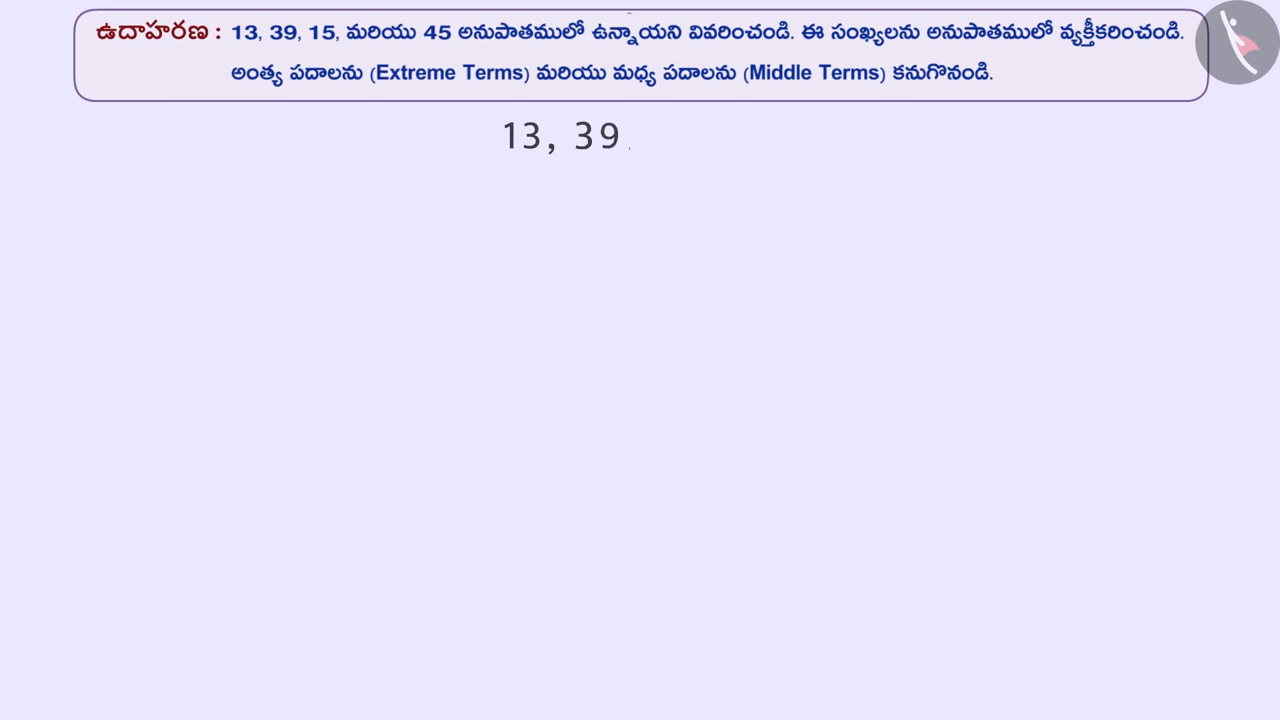 ఉదాహరణ : 13, 39, 15, మరియు 45 అనుపాతములో ఉన్నాయని వివరించండి. ఈ సంఖ్యలను అనుపాతములో వ్యక్తీకరించండి.
అంత్య పదాలను (Extreme Terms) మరియు మధ్య పదాలను (Middle Terms) కనుగొనండి.
13, 39